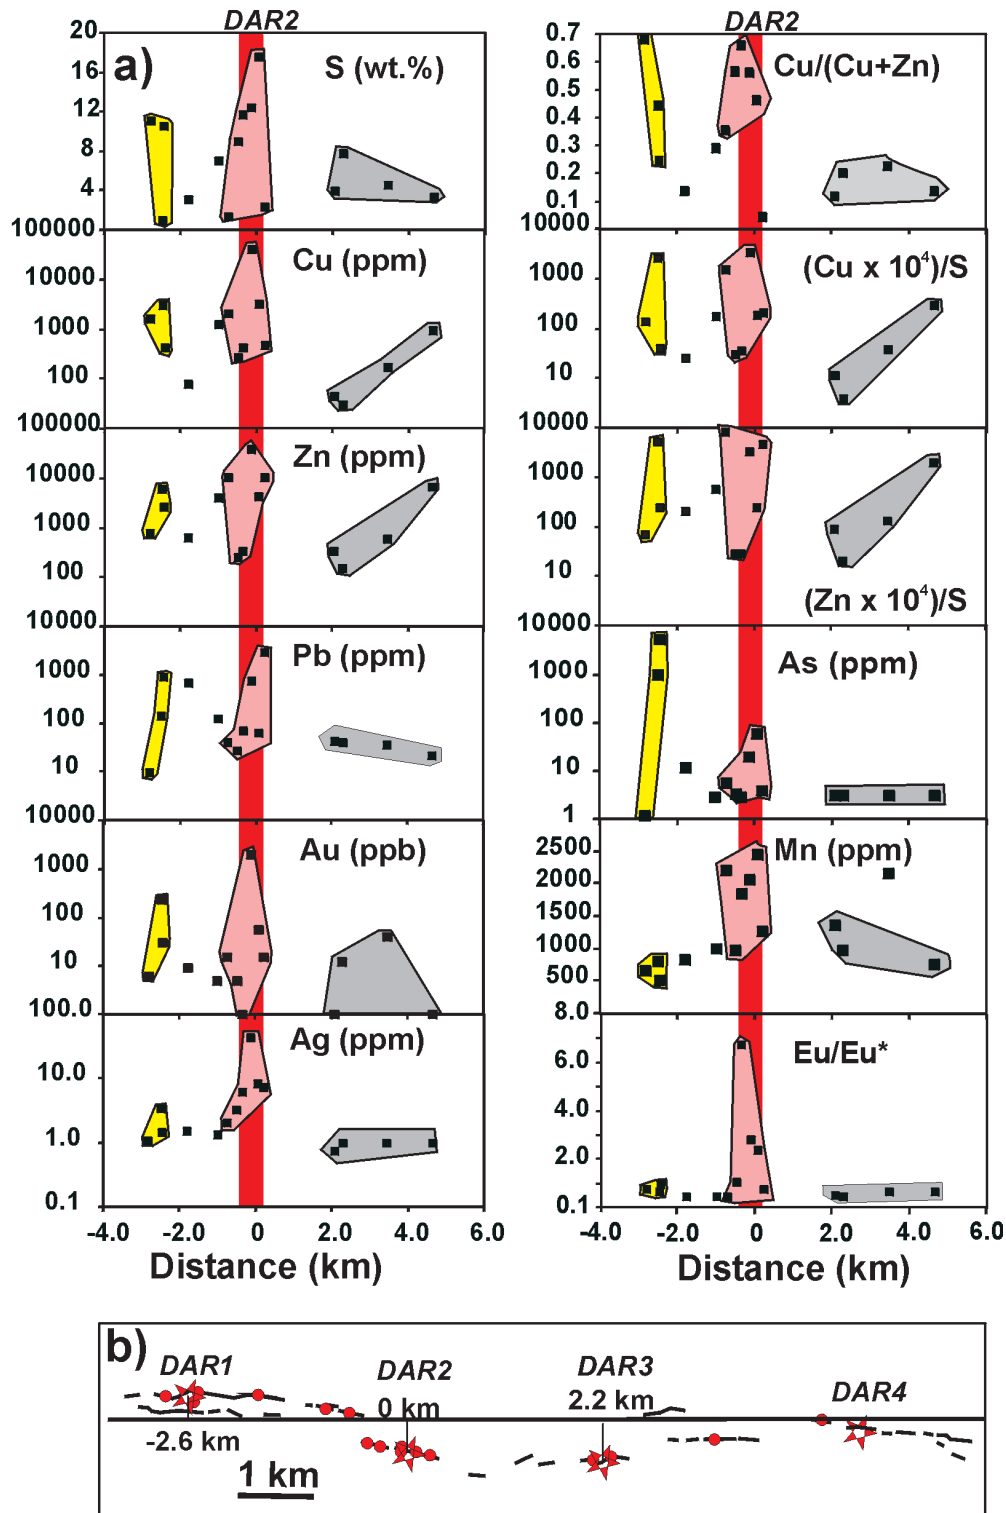 DAR2
DAR2
a)
20
16
12
8
4
100000
S (wt.%)
0.7
0.6
0.5
0.4
0.3
0.2
0.1
10000
Cu/(Cu+Zn)
10000
1000
100
100000
Cu (ppm)
1000
100
10
10000
(Cu x 10⁴)/S
10000
1000
100
10000
Zn (ppm)
1000
100
10
10000
(Zn x 10⁴)/S
1000
100
10
10000
Pb (ppm)
1000
100
10
1
As (ppm)
1000
100
10
100.0
Au (ppb)
2500
2000
1500
1000
500
8.0
Mn (ppm)
10.0
1.0
0.1
Ag (ppm)
6.0
4.0
2.0
0.1
Eu/Eu*
-4.0 -2.0 0 2.0 4.0 6.0
Distance (km)
-4.0 -2.0 0 2.0 4.0 6.0
Distance (km)
b)
DAR1
DAR2
DAR3
DAR4
-2.6 km
0 km
2.2 km
1 km